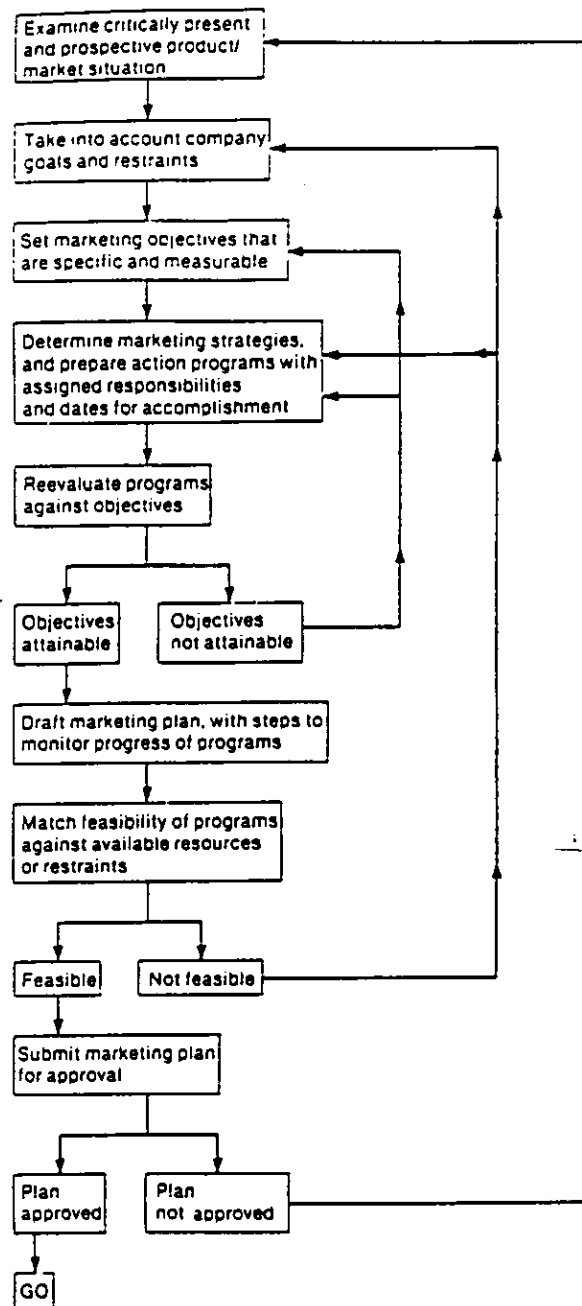 Examine critically present
and prospective product/
market situation
Take into account company
goals and restraints
Set marketing objectives that
are specific and measurable
Determine marketing strategies,
and prepare action programs with
assigned responsibilities
and dates for accomplishment
Reevaluate programs
against objectives
Objectives
attainable
Objectives
not attainable
Draft marketing plan, with steps to
monitor progress of programs
Match feasibility of programs
against available resources
or restraints
Feasible
Not feasible
Submit marketing plan
for approval
Plan
approved
Plan
not approved
GO